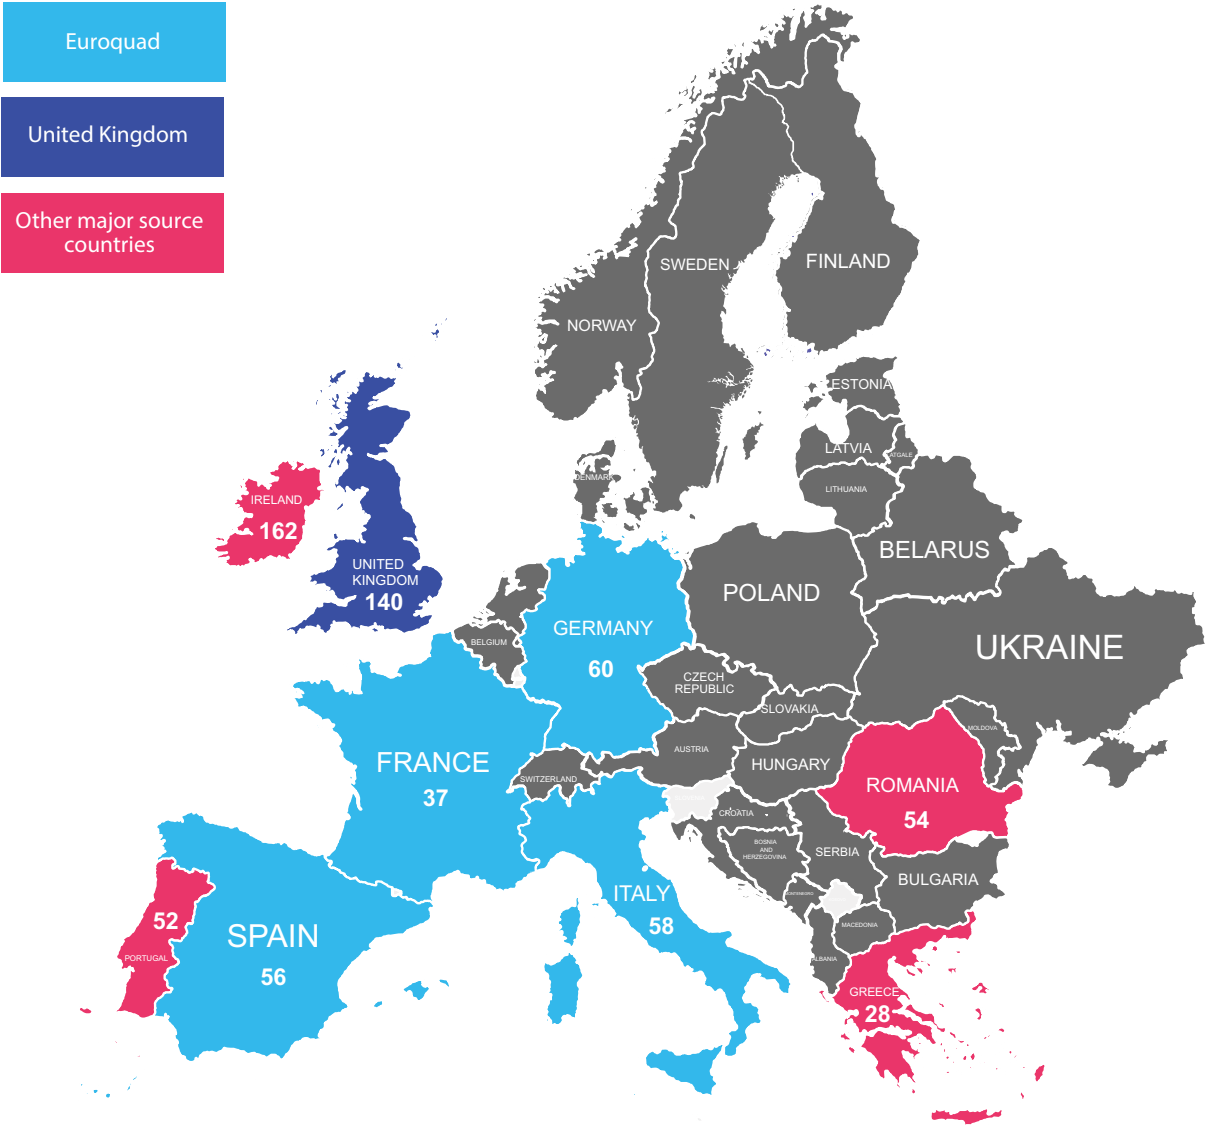 Euroquad
United Kingdom
Other major source
countries
SWEDEN
FINLAND
NORWAY
ESTONIA
LATVIA
LATGALE
DENMARK
LITHUANIA
IRELAND
162
UNITED
KINGDOM
140
BELARUS
POLAND
GERMANY
60
BELGIUM
UKRAINE
CZECH
REPUBLIC
SLOVAKIA
AUSTRIA
MOLDOVA
FRANCE
37
SWITZERLAND
HUNGARY
ROMANIA
54
CROATIA
BOSNIA
AND
HERZEGOVINA
SERBIA
BULGARIA
ITALY
58
MONTENEGRO
52
PORTUGAL
SPAIN
56
MACEDONIA
ALBANIA
GREECE
28